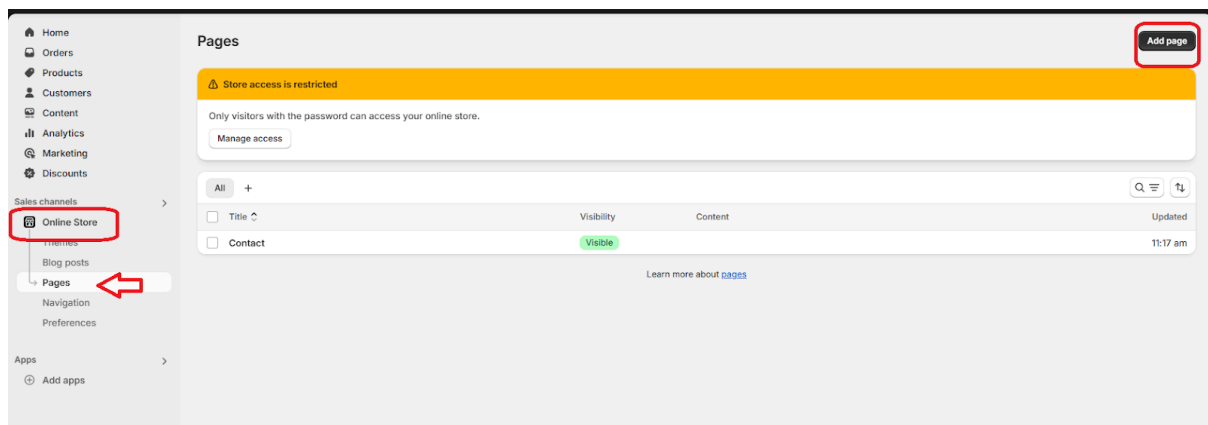 Home
Orders
Products
Customers
Content
Analytics
Marketing
Discounts
Sales channels
Online Store
Themes
Blog posts
Pages
Navigation
Preferences
Apps
Add apps
Pages
Add page
Store access is restricted
Only visitors with the password can access your online store.
Manage access
All +
Title Visibility Content Updated
Contact Visible 11:17 am
Learn more about pages